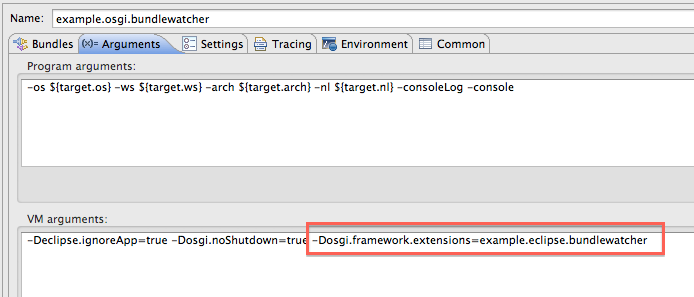 Name: example.osgi.bundlewatcher
Bundles (x)= Arguments Settings Tracing Environment Common
Program arguments:
-os ${target.os} -ws ${target.ws} -arch ${target.arch} -nl ${target.nl} -consoleLog -console
VM arguments:
-Declipse.ignoreApp=true -Dosgi.noShutdown=true -Dosgi.framework.extensions=example.eclipse.bundlewatcher